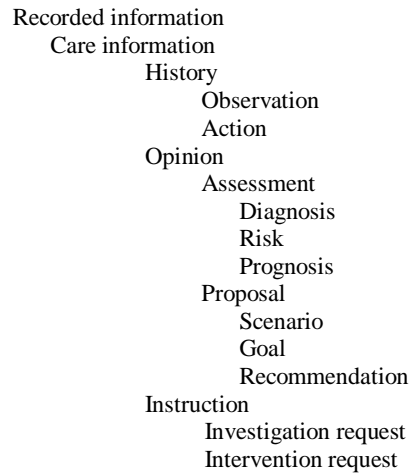 Recorded information
Care information
History
Observation
Action
Opinion
Assessment
Diagnosis
Risk
Prognosis
Proposal
Scenario
Goal
Recommendation
Instruction
Investigation request
Intervention request